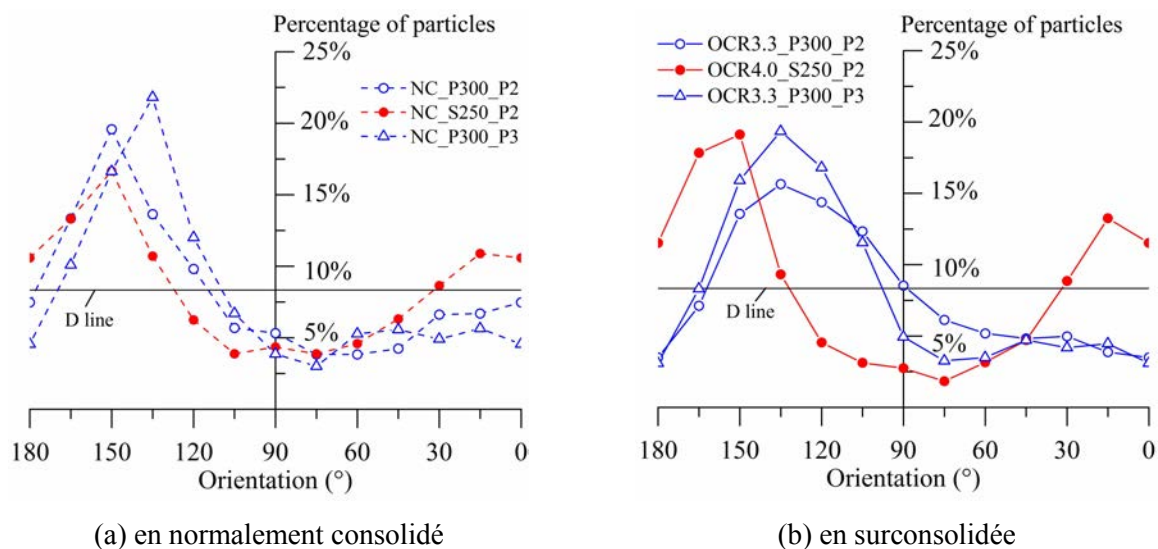 Percentage of particles
25%
20%
15%
10%
5%
NC_P300_P2
NC_S250_P2
NC_P300_P3
D line
180 150 120 90 60 30 0
Orientation (°)
(a) en normalement consolidé
Percentage of particles
OCR3.3_P300_P2
OCR4.0_S250_P2
OCR3.3_P300_P3
25%
20%
15%
10%
5%
D line
180 150 120 90 60 30 0
Orientation (°)
(b) en surconsolidée